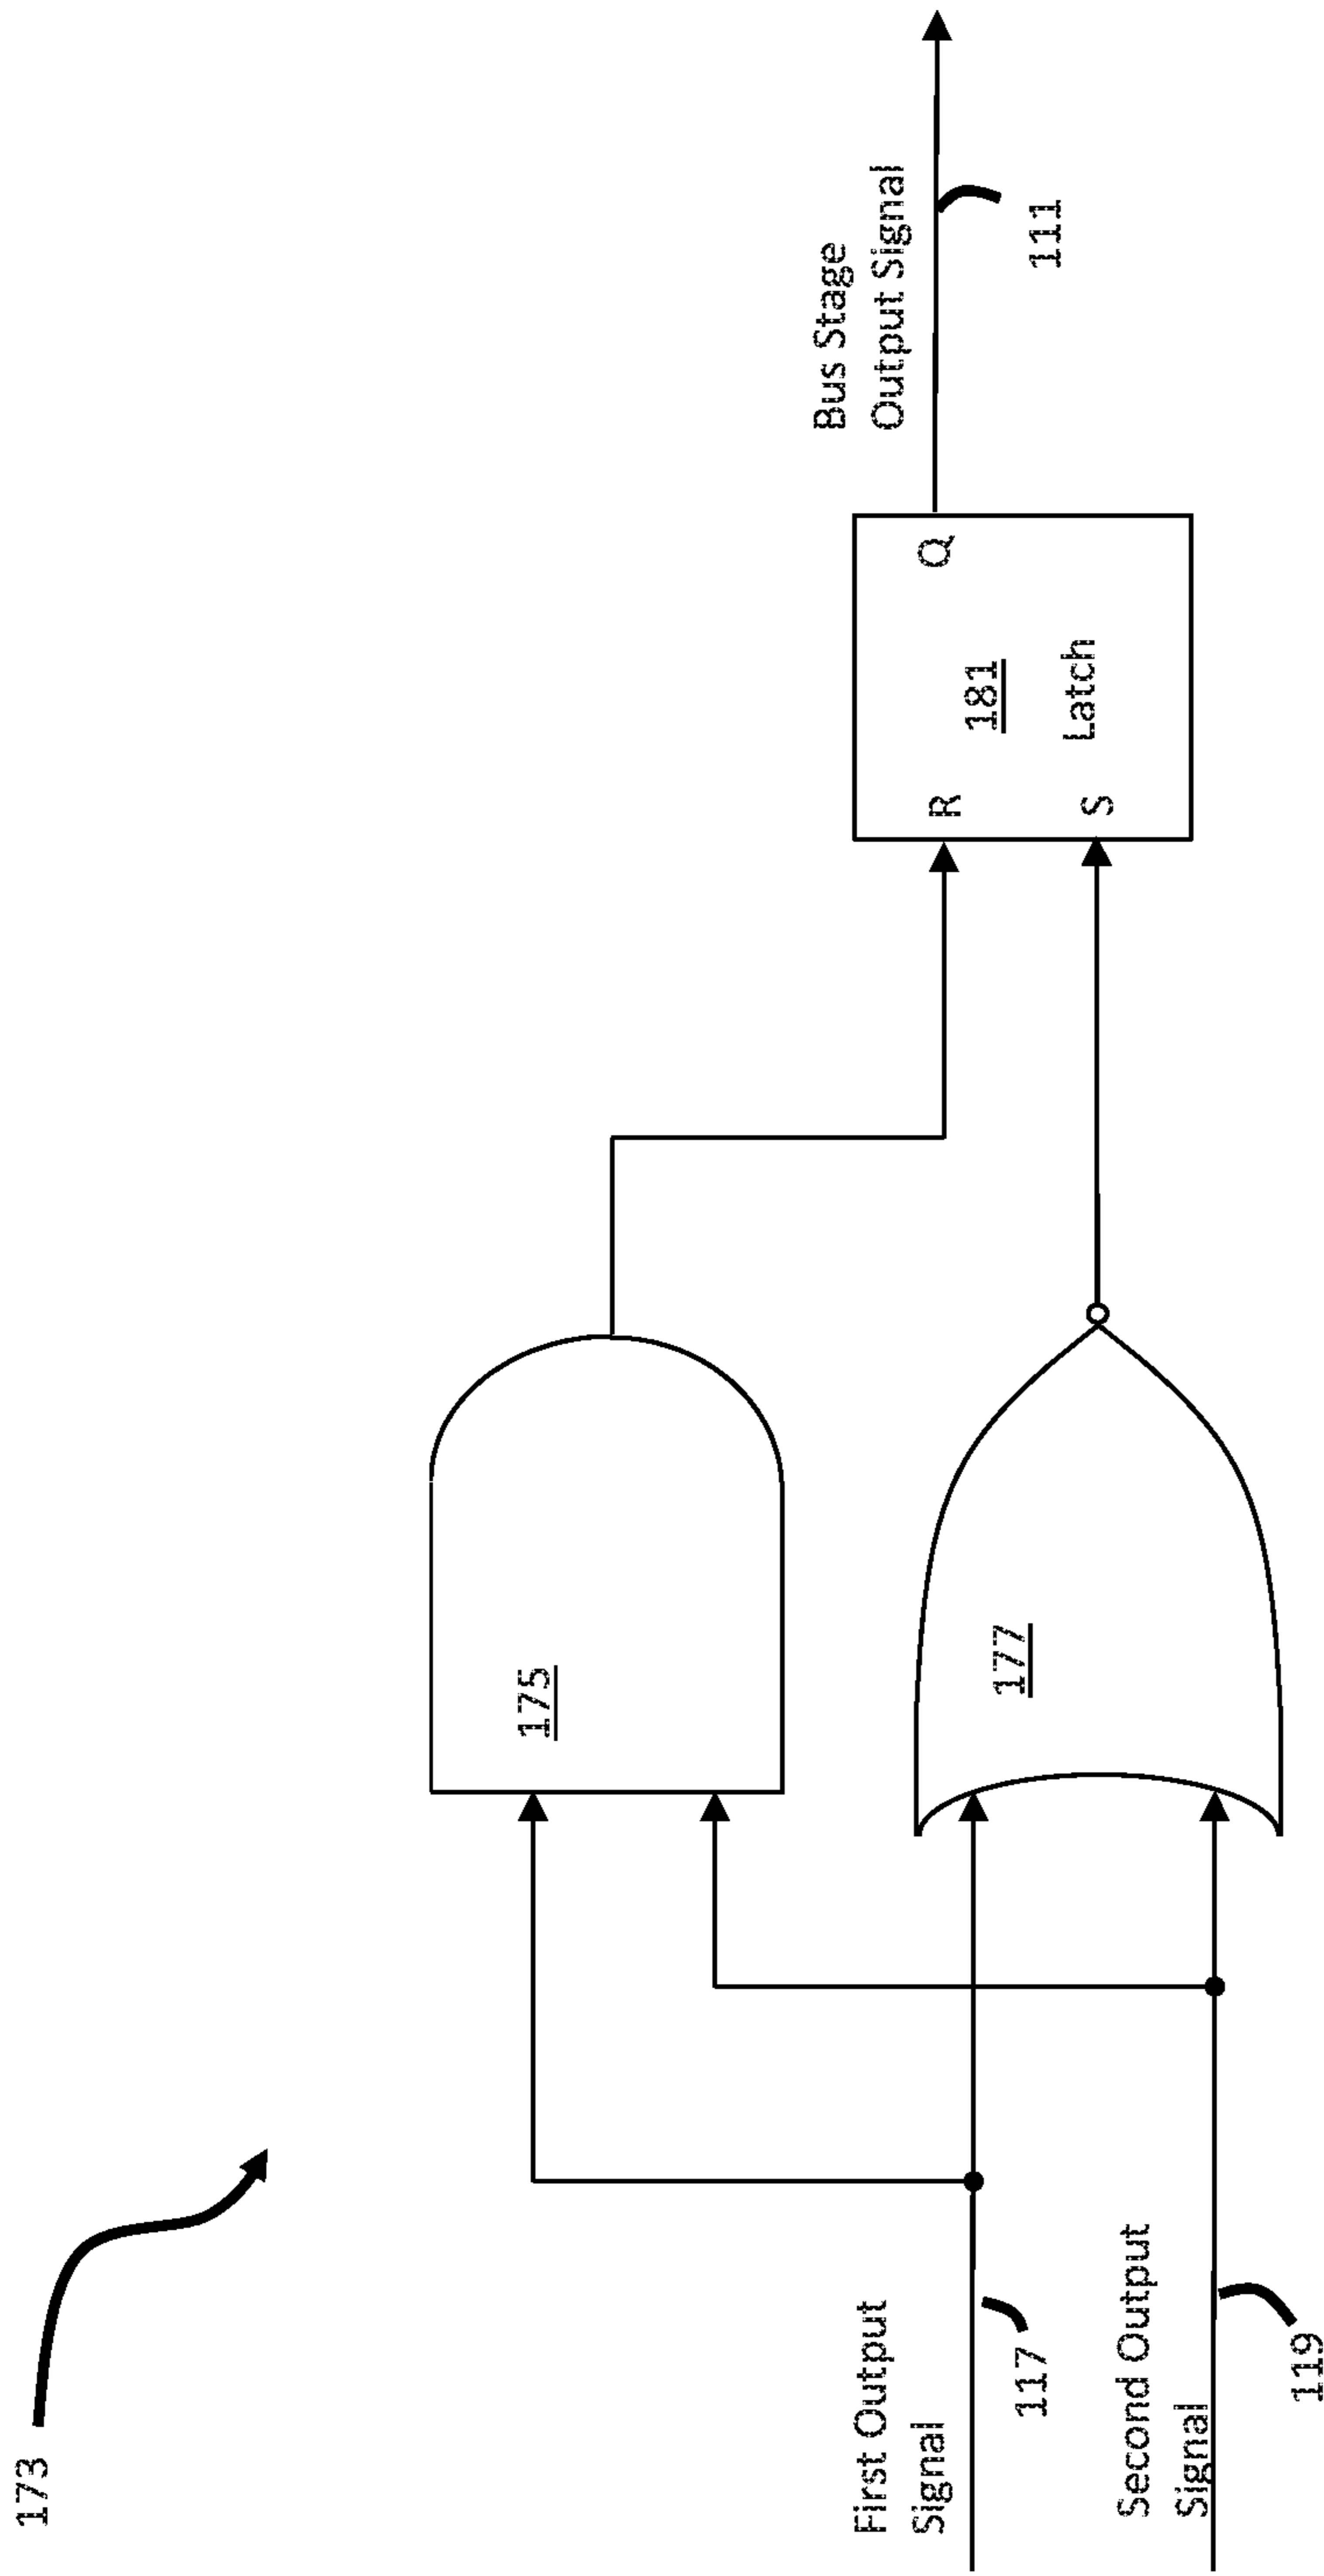 173
First Output
Signal
117
Second Output
Signal
119
175
177
R
S
181
Latch
Q
Bus Stage
Output Signal
111